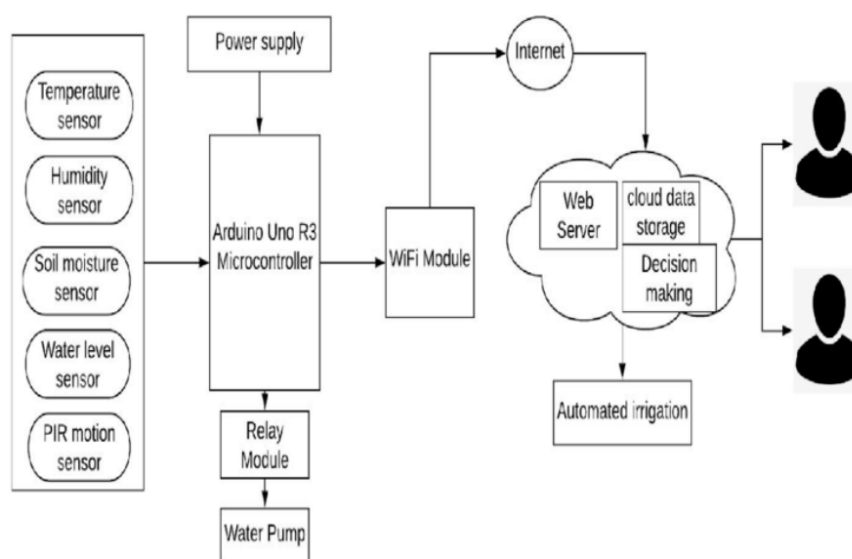 Power supply
Internet
Temperature
sensor
Humidity
sensor
Soil moisture
sensor
Water level
sensor
PIR motion
sensor
Arduino Uno R3
Microcontroller
WiFi Module
Web
Server
cloud data
storage
Decision
making
Automated irrigation
Relay
Module
Water Pump